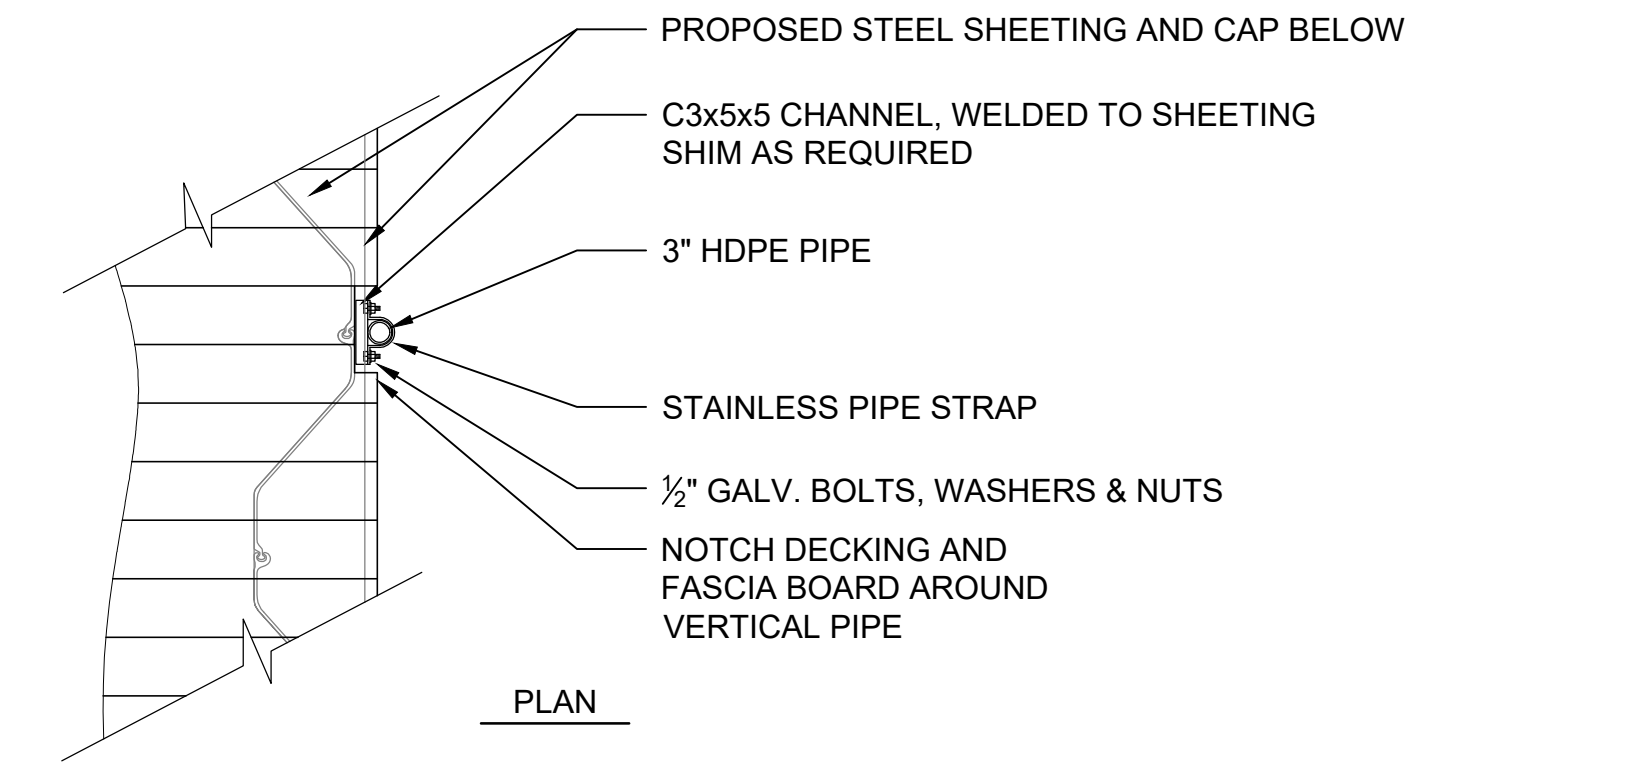 PROPOSED STEEL SHEETING AND CAP BELOW
C3x5x5 CHANNEL, WELDED TO SHEETING
SHIM AS REQUIRED
3" HDPE PIPE
STAINLESS PIPE STRAP
½" GALV. BOLTS, WASHERS & NUTS
NOTCH DECKING AND
FASCIA BOARD AROUND
VERTICAL PIPE
PLAN